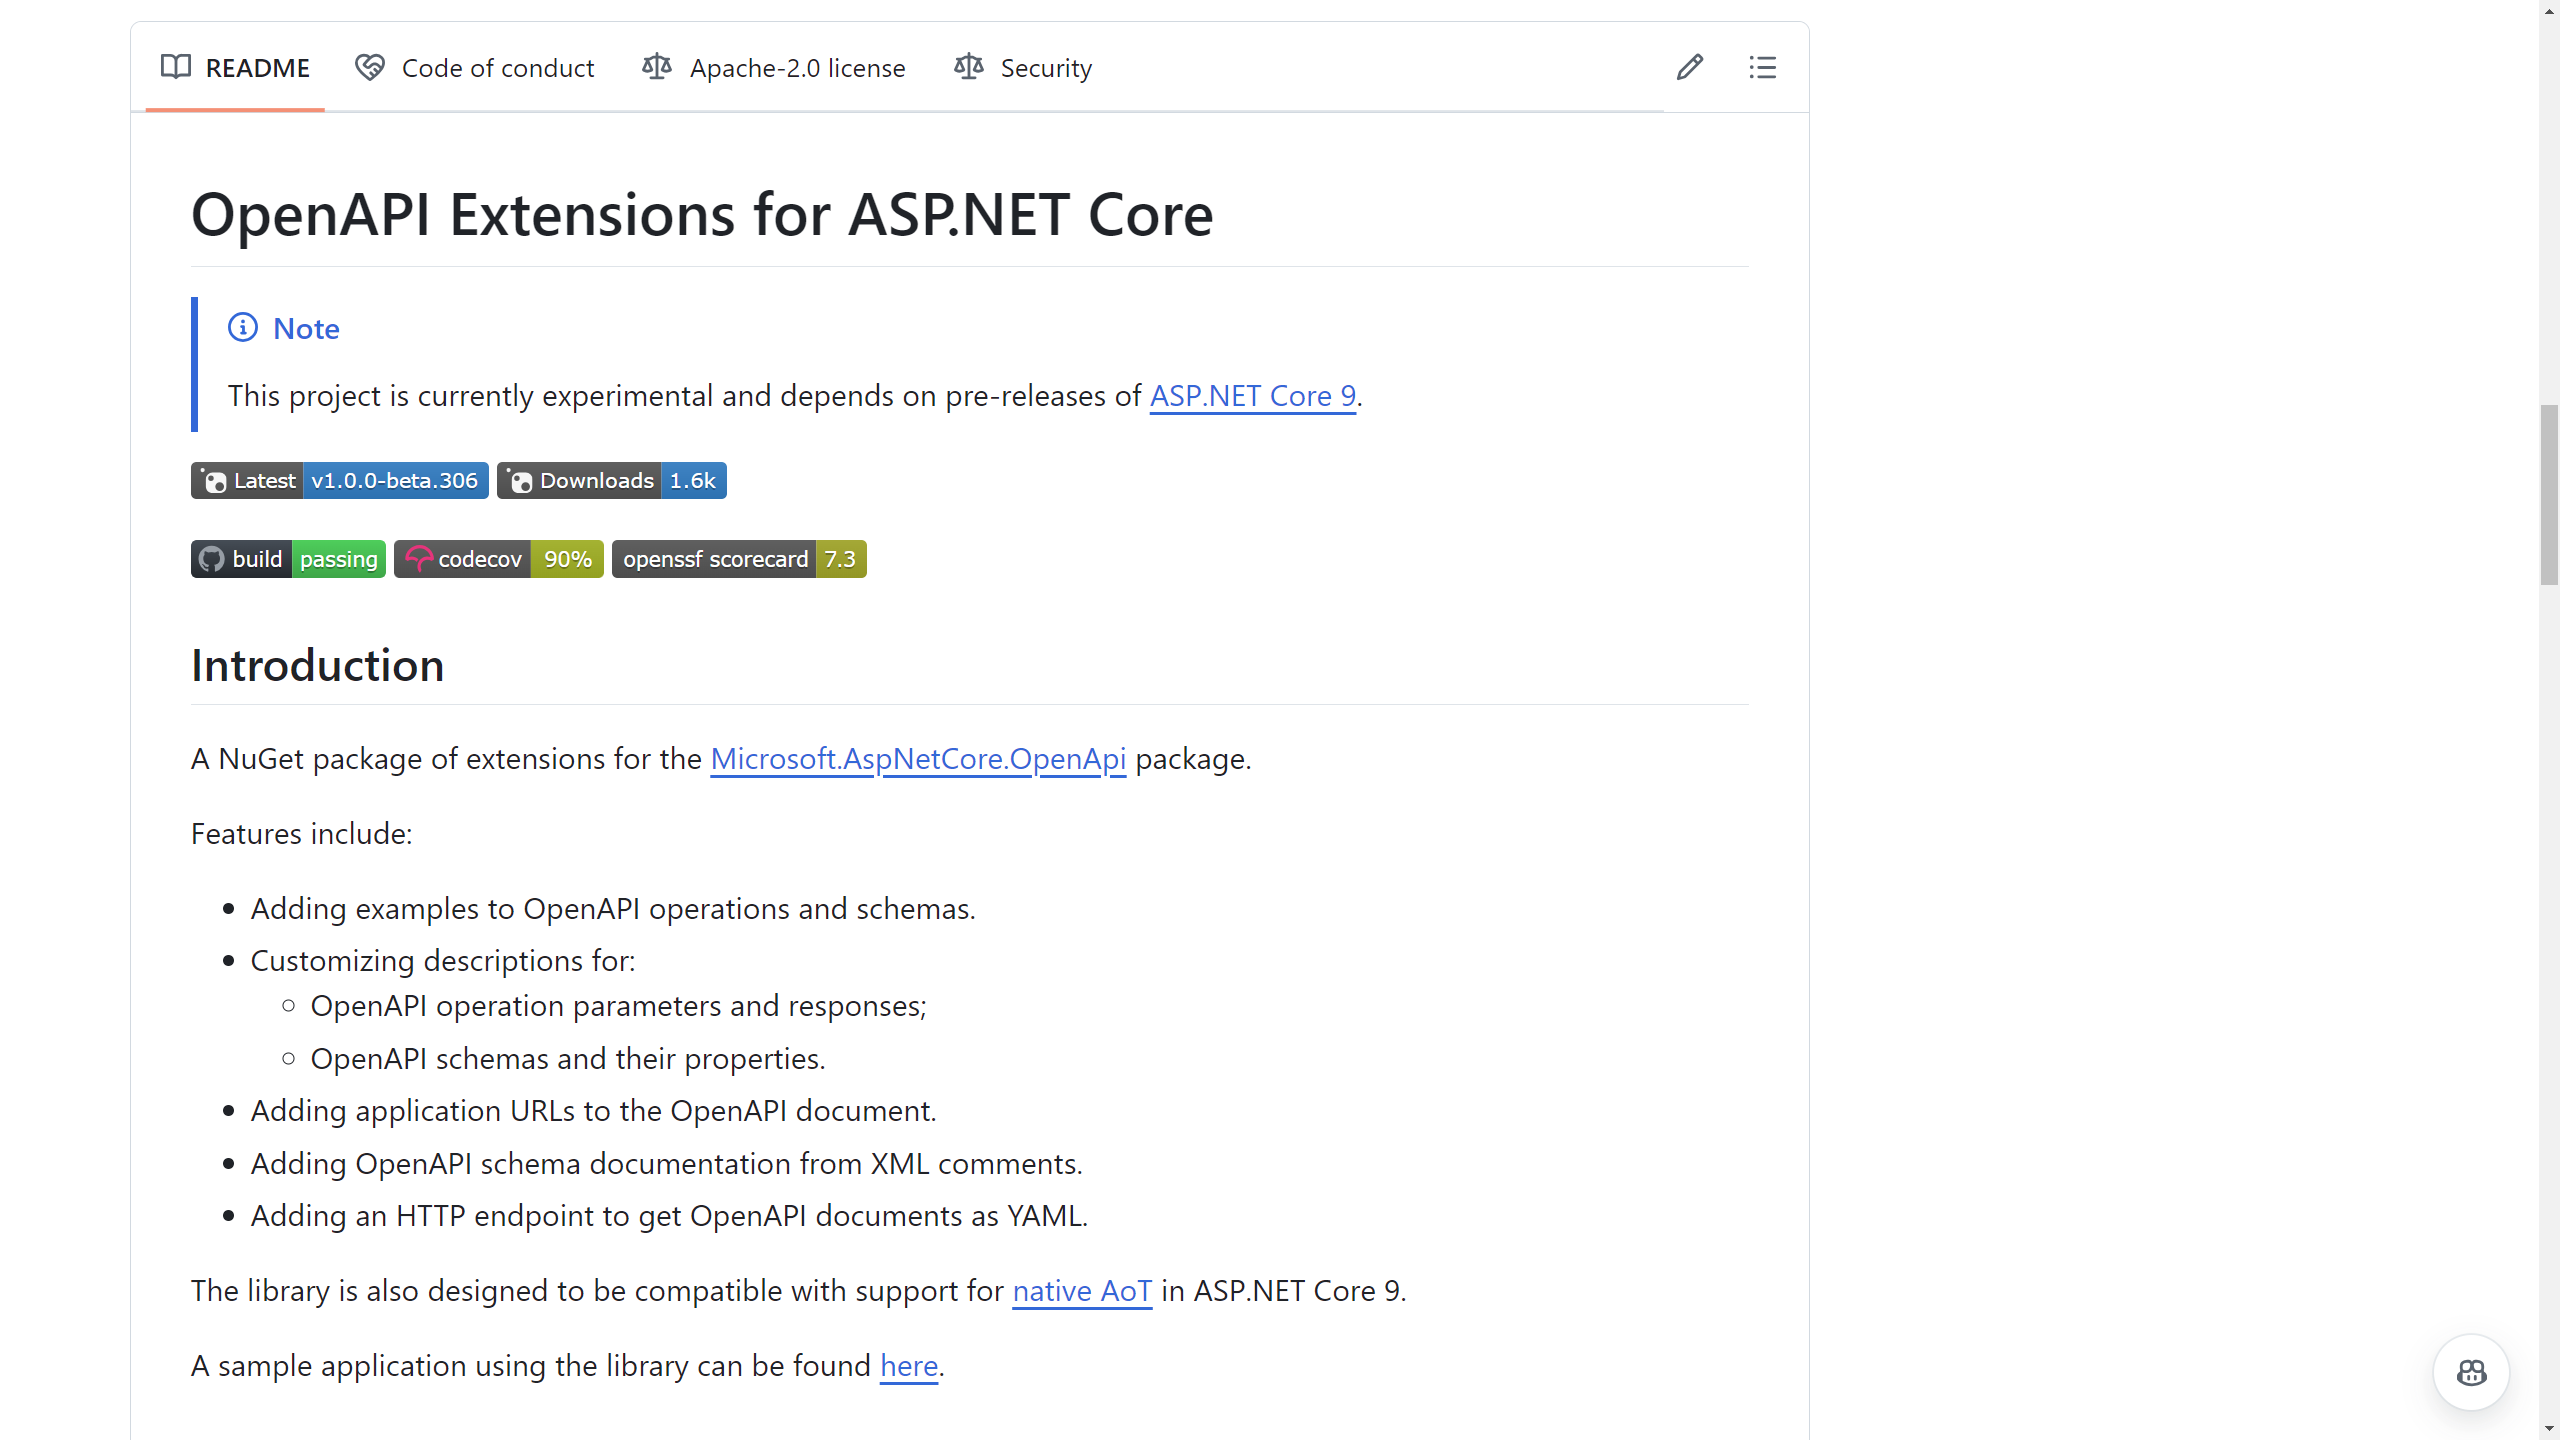 README Code of conduct Apache-2.0 license Security
OpenAPI Extensions for ASP.NET Core
Note
This project is currently experimental and depends on pre-releases of ASP.NET Core 9.
Latest v1.0.0-beta.306 Downloads 1.6k
build passing codecov 90% openssf scorecard 7.3
Introduction
A NuGet package of extensions for the Microsoft.AspNetCore.OpenApi package.
Features include:
Adding examples to OpenAPI operations and schemas.
Customizing descriptions for:
OpenAPI operation parameters and responses;
OpenAPI schemas and their properties.
Adding application URLs to the OpenAPI document.
Adding OpenAPI schema documentation from XML comments.
Adding an HTTP endpoint to get OpenAPI documents as YAML.
The library is also designed to be compatible with support for native AoT in ASP.NET Core 9.
A sample application using the library can be found here.